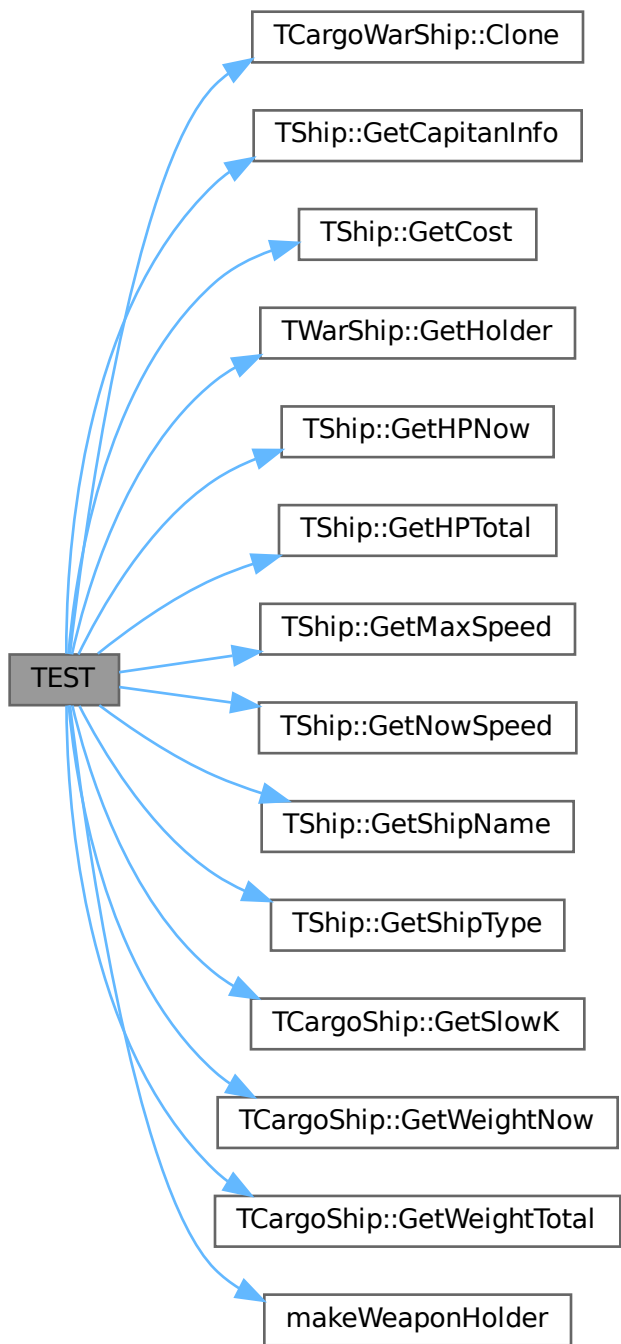 TCargoWarShip::Clone
TShip::GetCapitanInfo
TShip::GetCost
TWarShip::GetHolder
TShip::GetHPNow
TShip::GetHPTotal
TShip::GetMaxSpeed
TEST
TShip::GetNowSpeed
TShip::GetShipName
TShip::GetShipType
TCargoShip::GetSlowK
TCargoShip::GetWeightNow
TCargoShip::GetWeightTotal
makeWeaponHolder